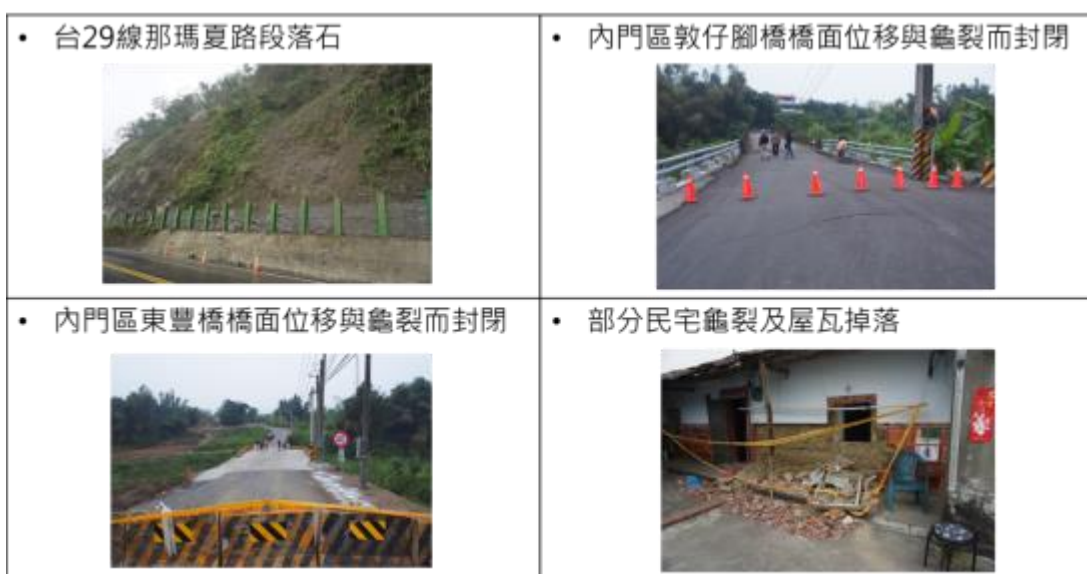 • 台29線那瑪夏路段落石
• 內門區敦仔腳橋橋面位移與龜裂而封閉
• 內門區東豐橋橋面位移與龜裂而封閉
• 部分民宅龜裂及屋瓦掉落